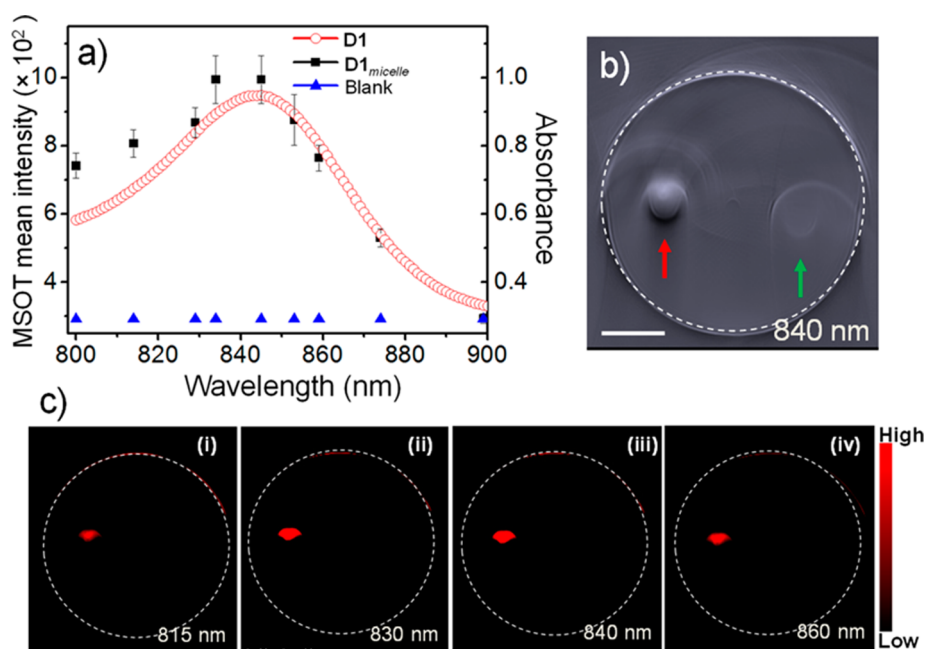 a)
D1
D1micelle
Blank
MSOT mean intensity (× 10²)
10
8
6
4
1.0
0.8
0.6
0.4
Absorbance
800 820 840 860 880 900
Wavelength (nm)
b)
840 nm
c)
(i) (ii) (iii) (iv)
815 nm 830 nm 840 nm 860 nm
High
Low